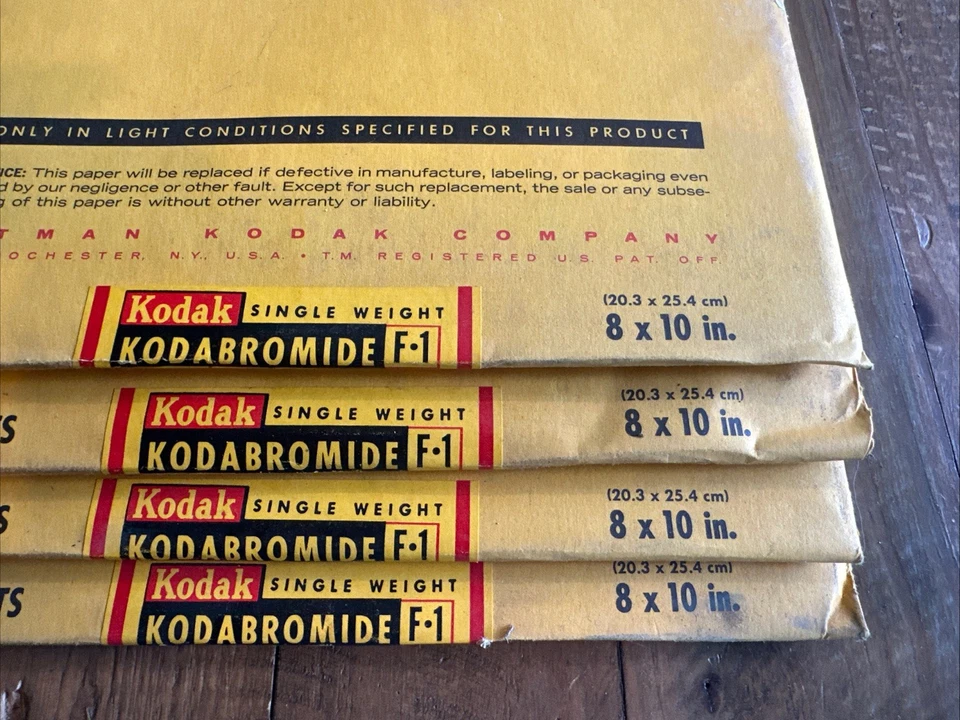 ONLY IN LIGHT CONDITIONS SPECIFIED FOR THIS PRODUCT
ICE: This paper will be replaced if defective in manufacture, labeling, or packaging even
d by our negligence or other fault. Except for such replacement, the sale or any subse-
g of this paper is without other warranty or liability.
TMAN KODAK COMPANY
OCHESTER, N.Y., U.S.A. • T.M. REGISTERED U.S. PAT. OFF.
Kodak SINGLE WEIGHT
KODABROMIDE F•1
(20.3 x 25.4 cm)
8 x 10 in.
TS
Kodak SINGLE WEIGHT
KODABROMIDE F•1
(20.3 x 25.4 cm)
8 x 10 in.
S
Kodak SINGLE WEIGHT
KODABROMIDE F•1
(20.3 x 25.4 cm)
8 x 10 in.
TS
Kodak SINGLE WEIGHT
KODABROMIDE F•1
(20.3 x 25.4 cm)
8 x 10 in.